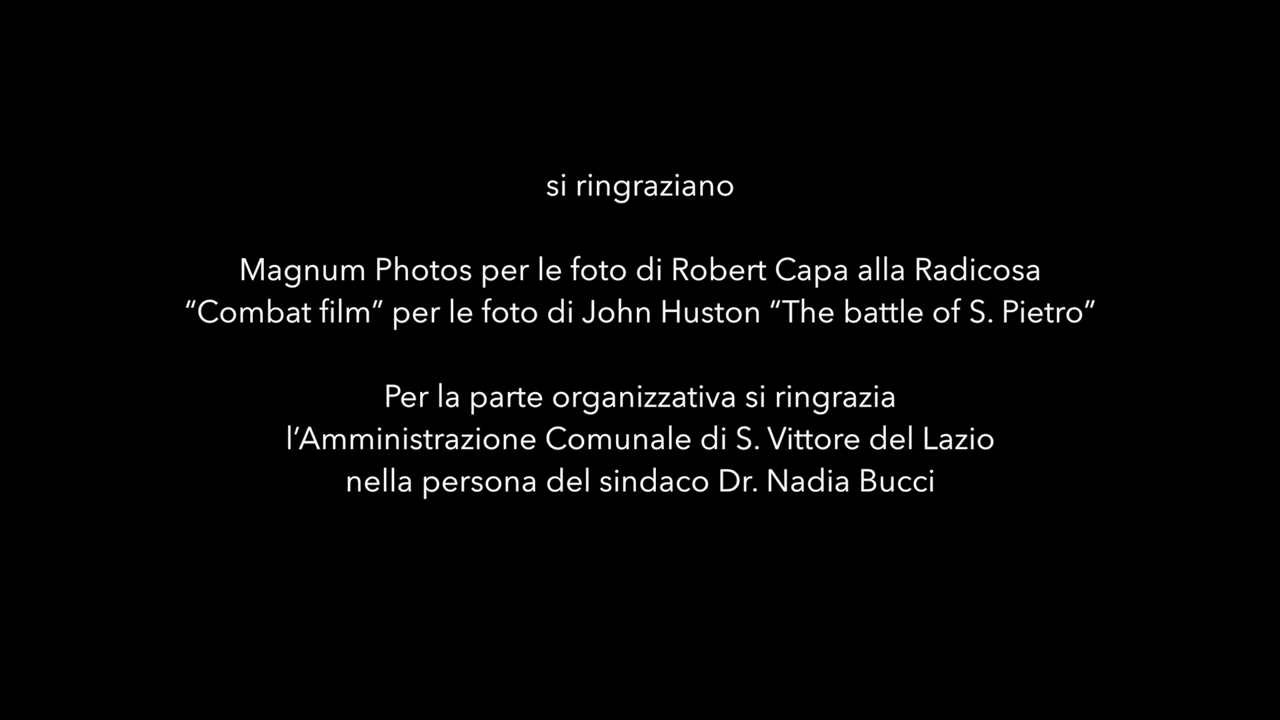 si ringraziano
Magnum Photos per le foto di Robert Capa alla Radicosa
“Combat film” per le foto di John Huston “The battle of S. Pietro”
Per la parte organizzativa si ringrazia
l’Amministrazione Comunale di S. Vittore del Lazio
nella persona del sindaco Dr. Nadia Bucci